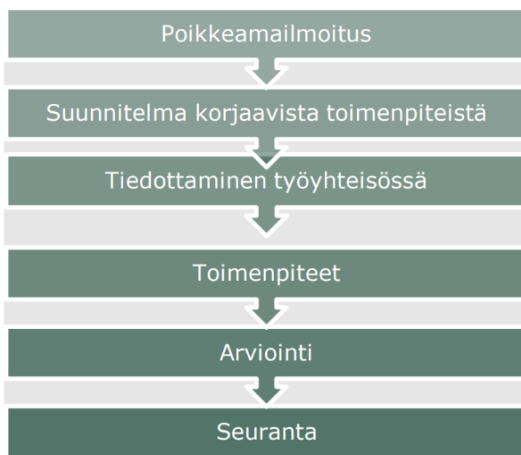 Poikkeamailmoitus
Suunnitelma korjaavista toimenpiteistä
Tiedottaminen työyhteisössä
Toimenpiteet
Arviointi
Seuranta